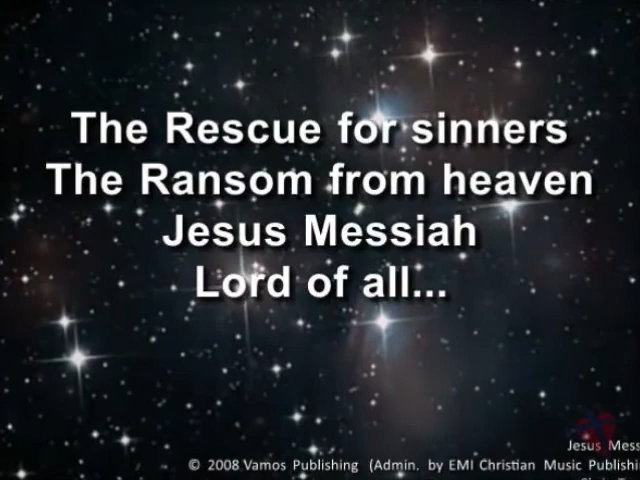 The Rescue for sinners
The Ransom from heaven
Jesus Messiah
Lord of all...
Jesus Mess
© 2008 Vamos Publishing (Admin. by EMI Christian Music Publishin